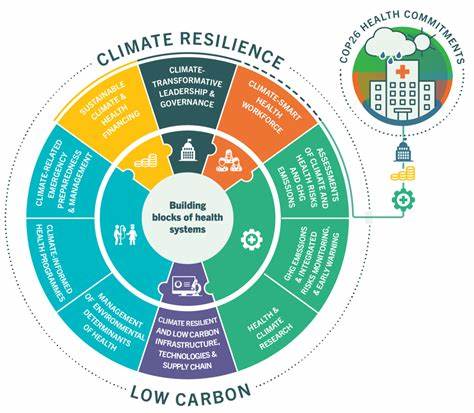 CLIMATE RESILIENCE
COP26 HEALTH COMMITMENTS
CLIMATE-
TRANSFORMATIVE
LEADERSHIP &
GOVERNANCE
CLIMATE-SMART
HEALTH
WORKFORCE
ASSESSMENTS
OF CLIMATE AND
HEALTH RISKS
AND GHG
EMISSIONS
GHG EMISSIONS
& INTEGRATED
RISKS MONITORING,
& EARLY WARNING
HEALTH &
CLIMATE
RESEARCH
CLIMATE RESILIENT
AND LOW CARBON
INFRASTRUCTURE,
TECHNOLOGIES &
SUPPLY CHAIN
MANAGEMENT
OF ENVIRONMENTAL
DETERMINANTS
OF HEALTH
CLIMATE-INFORMED
HEALTH PROGRAMMES
CLIMATE-RELATED
EMERGENCY
PREPAREDNESS
& MANAGEMENT
SUSTAINABLE
CLIMATE &
HEALTH
FINANCING
Building
blocks of health
systems
LOW CARBON